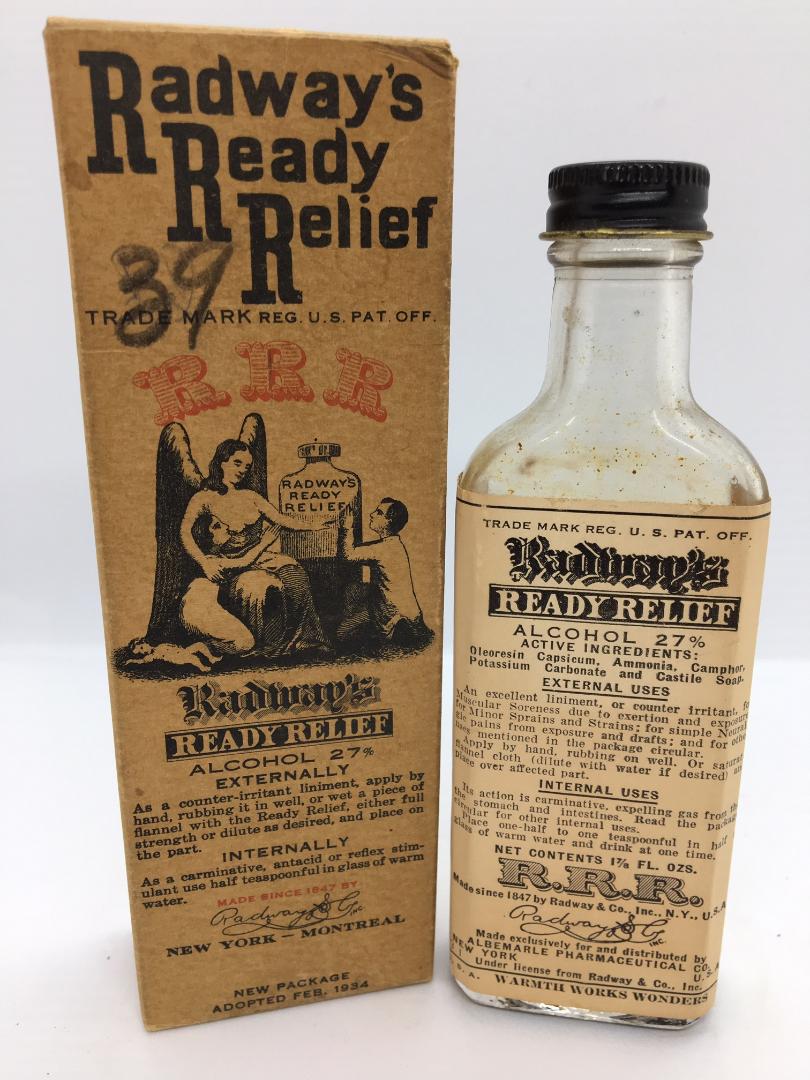 Radway's
Ready
Relief
39
TRADE MARK REG. U.S. PAT. OFF.
R R R
RADWAY'S
READY
RELIEF
Radway's
READY RELIEF
ALCOHOL 27%
EXTERNALLY
As a counter-irritant liniment, apply by
hand, rubbing it in well, or wet a piece of
flannel with the Ready Relief, either full
strength or dilute as desired, and place on
the part.
INTERNALLY
As a carminative, antacid or reflex stim-
ulant use half teaspoonful in glass of warm
water.
MADE SINCE 1847 BY
Radway & Co. INC
NEW YORK – MONTREAL
NEW PACKAGE
ADOPTED FEB. 1934
TRADE MARK REG. U. S. PAT. OFF.
Radway's
READY RELIEF
ALCOHOL 27%
ACTIVE INGREDIENTS:
Oleoresin Capsicum, Ammonia, Camphor,
Potassium Carbonate and Castile Soap.
EXTERNAL USES
An excellent liniment, or counter irritant, for
Muscular Soreness due to exertion and exposure
for Minor Sprains and Strains; for simple Neural
gic pains from exposure and drafts; and for other
uses mentioned in the package circular.
Apply by hand, rubbing on well. Or saturate
flannel cloth (dilute with water if desired) and
place over affected part.
INTERNAL USES
Its action is carminative, expelling gas from the
stomach and intestines. Read the package
circular for other internal uses.
Place one-half to one teaspoonful in half
glass of warm water and drink at one time.
NET CONTENTS 1⅞ FL. OZS.
R.R.R.
Made since 1847 by Radway & Co., Inc., N.Y., U.S.A.
Radway & Co. INC.
Made exclusively for and distributed by
ALBEMARLE PHARMACEUTICAL CO.
NEW YORK U.S.A.
Under license from Radway & Co., Inc.
U.S.A. WARMTH WORKS WONDERS